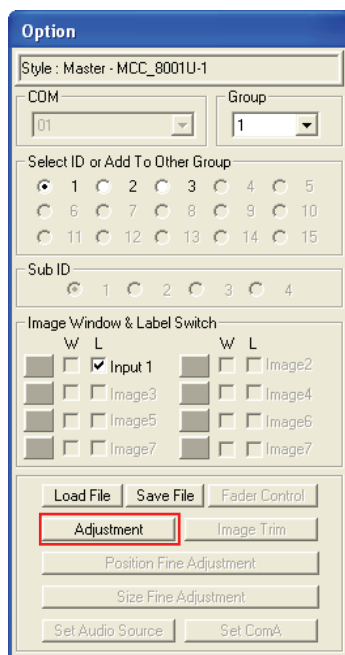 Option
Style : Master - MCC_8001U-1
COM Group
01 1
Select ID or Add To Other Group
1 2 3 4 5
6 7 8 9 10
11 12 13 14 15
Sub ID
1 2 3 4
Image Window & Label Switch
W L W L
Input 1 Image2
Image3 Image4
Image5 Image6
Image7 Image7
Load File Save File Fader Control
Adjustment Image Trim
Position Fine Adjustment
Size Fine Adjustment
Set Audio Source Set ComA